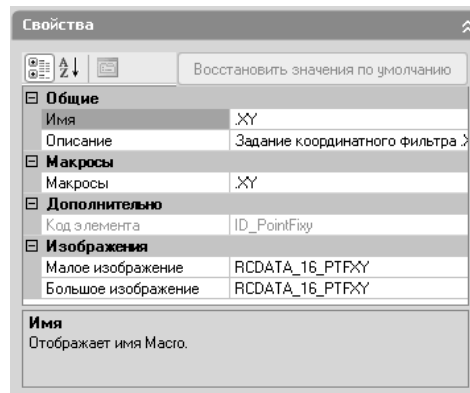 Свойства
Восстановить значения по умолчанию
Общие
Имя .XY
Описание Задание координатного фильтра .X
Макросы
Макросы .XY
Дополнительно
Код элемента ID_PointFixy
Изображения
Малое изображение RCDATA_16_PTFXY
Большое изображение RCDATA_16_PTFXY
Имя
Отображает имя Macro.